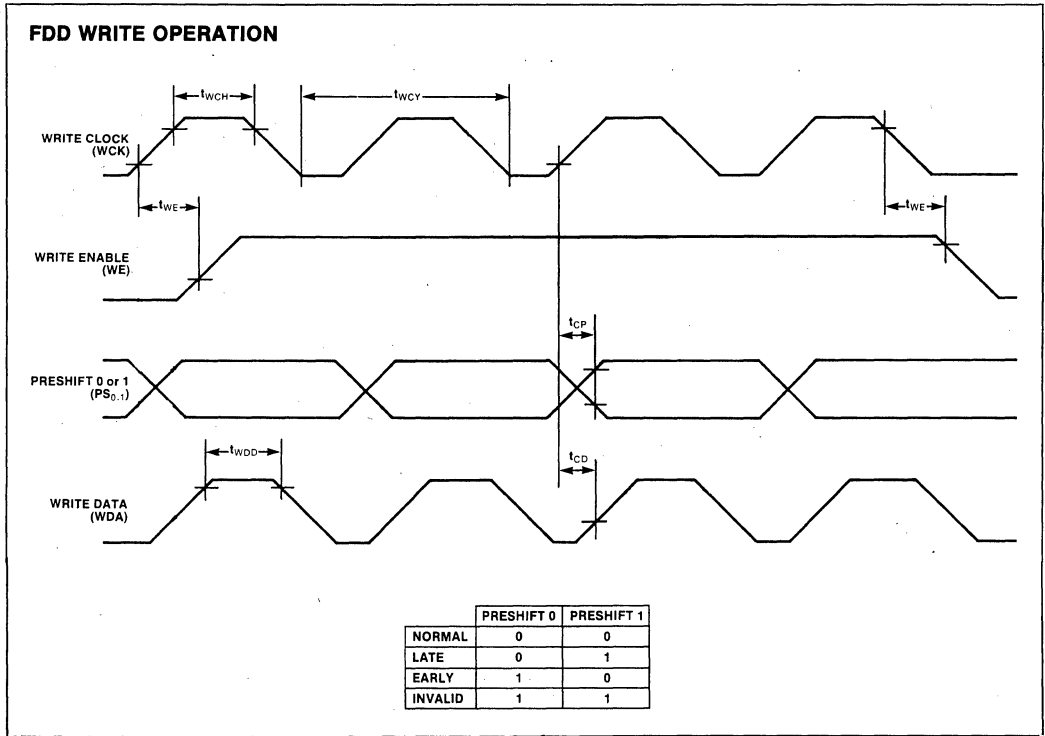 FDD WRITE OPERATION
tWCH
tWCY
WRITE CLOCK
(WCK)
tWE
tWE
WRITE ENABLE
(WE)
tCP
PRESHIFT 0 or 1
(PS0.1)
tWDD
tCD
WRITE DATA
(WDA)
PRESHIFT 0 PRESHIFT 1
NORMAL 0 0
LATE 0 1
EARLY 1 0
INVALID 1 1